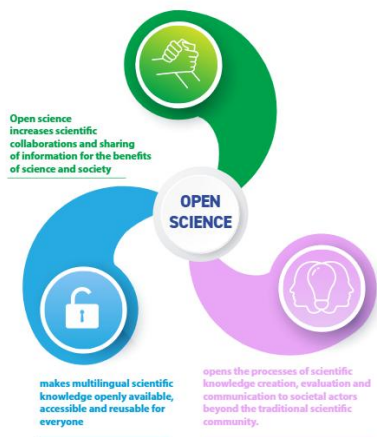 Open science
increases scientific
collaborations and sharing
of information for the benefits
of science and society
OPEN
SCIENCE
makes multilingual scientific
knowledge openly available,
accessible and reusable for
everyone
opens the processes of scientific
knowledge creation, evaluation and
communication to societal actors
beyond the traditional scientific
community.